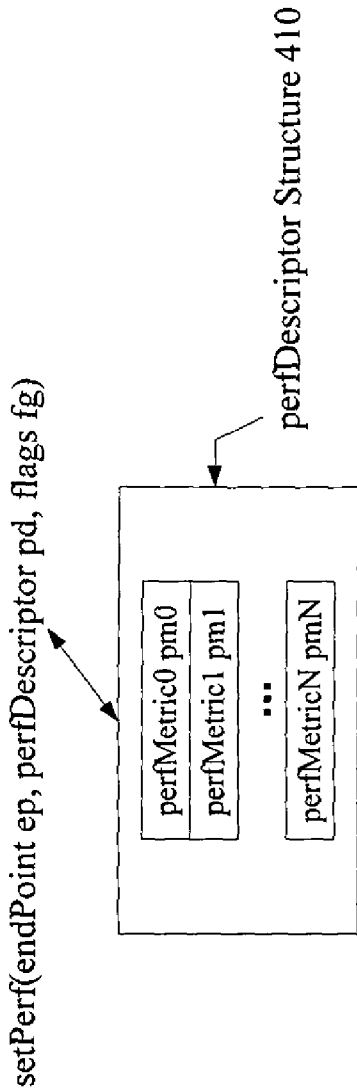 setPerf(endPoint ep, perfDescriptor pd, flags fg)
perfMetric0 pm0
perfMetric1 pm1
...
perfMetricN pmN
perfDescriptor Structure 410